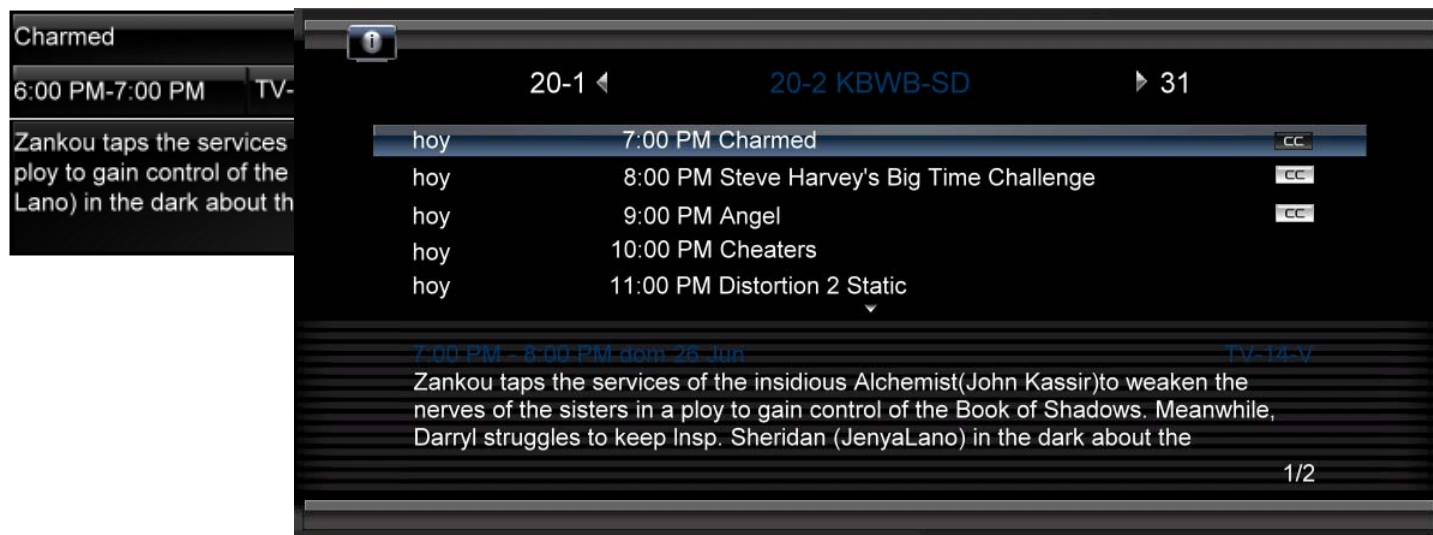 Charmed
6:00 PM-7:00 PM TV-
Zankou taps the services
ploy to gain control of the
Lano) in the dark about th
i
20-1 20-2 KBWB-SD 31
hoy 7:00 PM Charmed CC
hoy 8:00 PM Steve Harvey's Big Time Challenge CC
hoy 9:00 PM Angel CC
hoy 10:00 PM Cheaters
hoy 11:00 PM Distortion 2 Static
7:00 PM - 8:00 PM dom 26 Jun TV-14-V
Zankou taps the services of the insidious Alchemist(John Kassir)to weaken the
nerves of the sisters in a ploy to gain control of the Book of Shadows. Meanwhile,
Darryl struggles to keep Insp. Sheridan (JenyaLano) in the dark about the
1/2